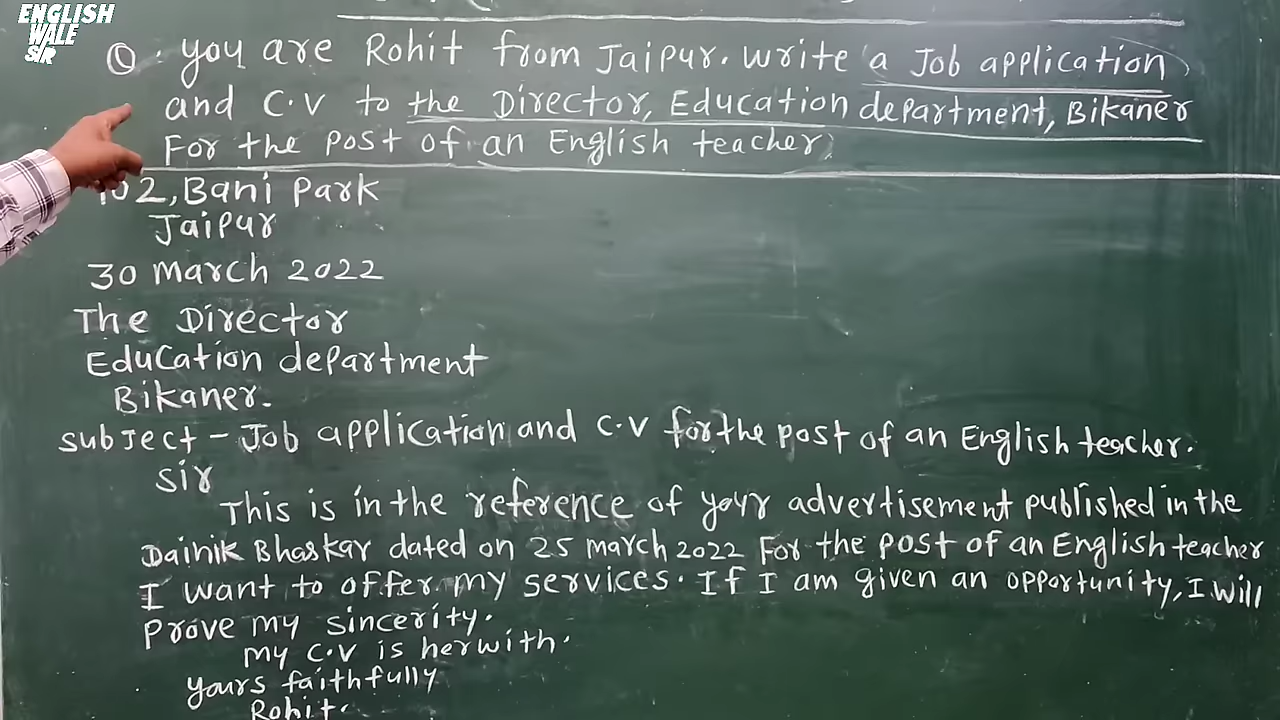 ENGLISH
WALE
SIR
Q. you are Rohit from Jaipur. write a Job application
and C.V to the Director, Education department, Bikaner
For the post of an English teacher.
102, Bani Park
Jaipur
30 March 2022
The Director
Education department
Bikaner.
subject - Job application and C.V for the post of an English teacher.
sir
This is in the reference of your advertisement published in the
Dainik Bhaskar dated on 25 march 2022 For the post of an English teacher
I want to offer my services. If I am given an opportunity, I will
prove my sincerity.
my C.V is herwith.
yours faithfully
Rohit.